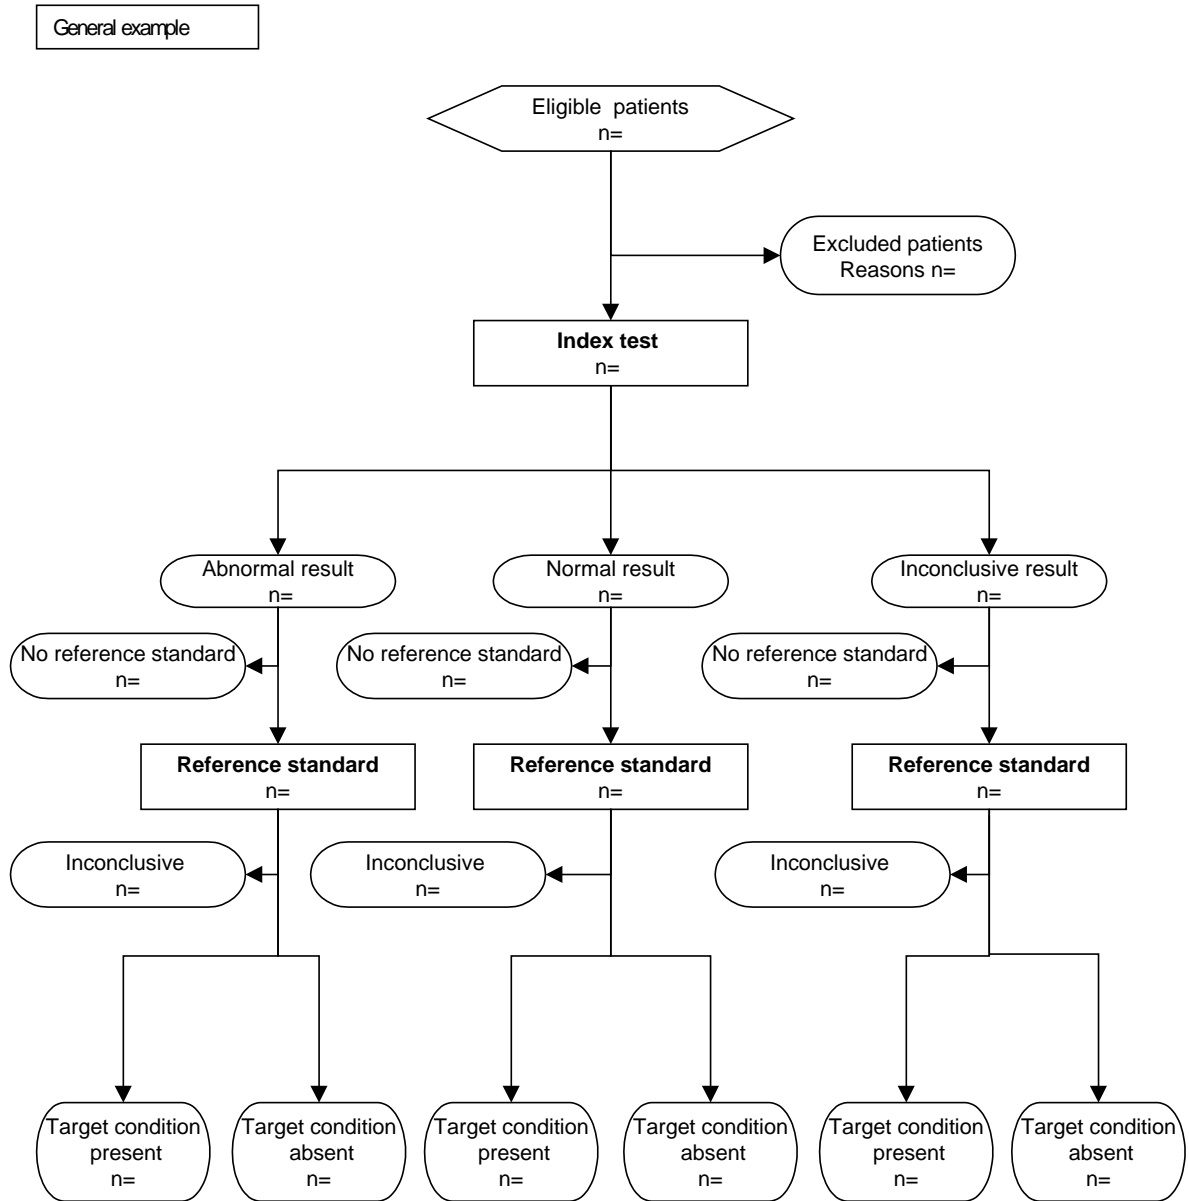 General example
Eligible patients
n=
Excluded patients
Reasons n=
Index test
n=
Abnormal result
n=
Normal result
n=
Inconclusive result
n=
No reference standard
n=
No reference standard
n=
No reference standard
n=
Reference standard
n=
Reference standard
n=
Reference standard
n=
Inconclusive
n=
Inconclusive
n=
Inconclusive
n=
Target condition
present
n=
Target condition
absent
n=
Target condition
present
n=
Target condition
absent
n=
Target condition
present
n=
Target condition
absent
n=